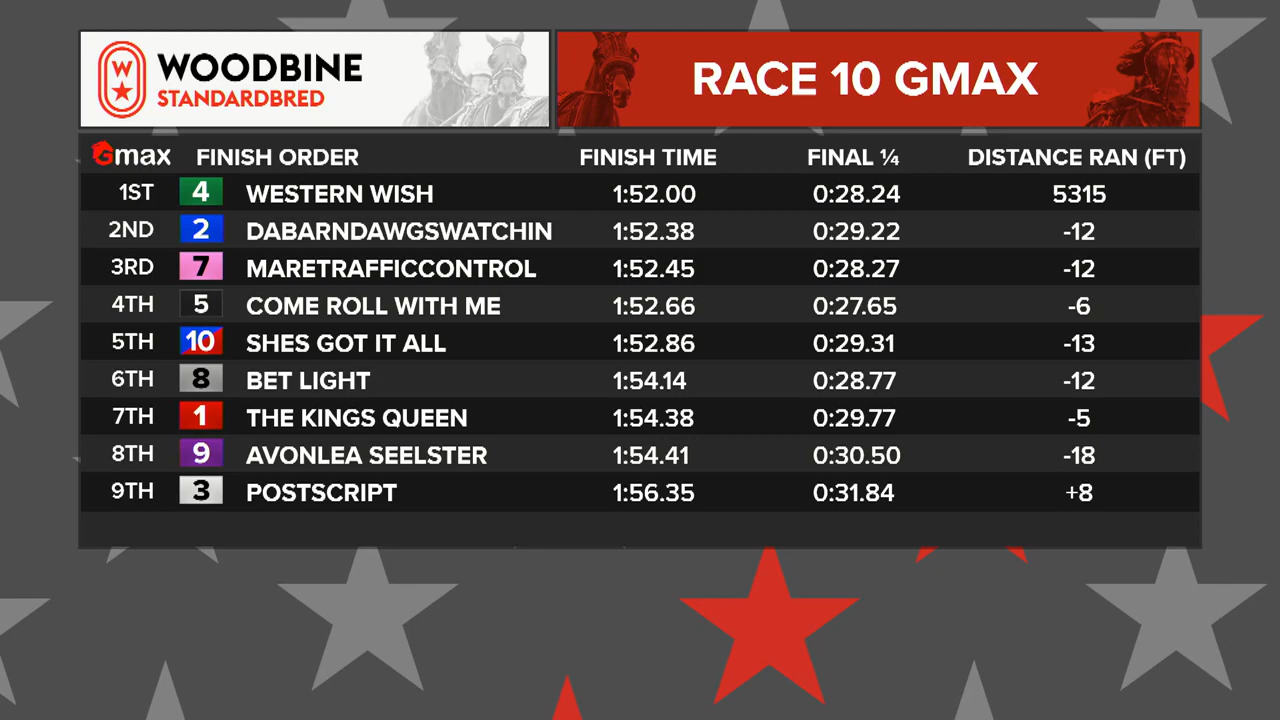 W
WOODBINE
STANDARDBRED
RACE 10 GMAX
Gmax FINISH ORDER FINISH TIME FINAL ¼ DISTANCE RAN (FT)
1ST 4 WESTERN WISH 1:52.00 0:28.24 5315
2ND 2 DABARNDAWGSWATCHIN 1:52.38 0:29.22 -12
3RD 7 MARETRAFFICCONTROL 1:52.45 0:28.27 -12
4TH 5 COME ROLL WITH ME 1:52.66 0:27.65 -6
5TH 10 SHES GOT IT ALL 1:52.86 0:29.31 -13
6TH 8 BET LIGHT 1:54.14 0:28.77 -12
7TH 1 THE KINGS QUEEN 1:54.38 0:29.77 -5
8TH 9 AVONLEA SEELSTER 1:54.41 0:30.50 -18
9TH 3 POSTSCRIPT 1:56.35 0:31.84 +8